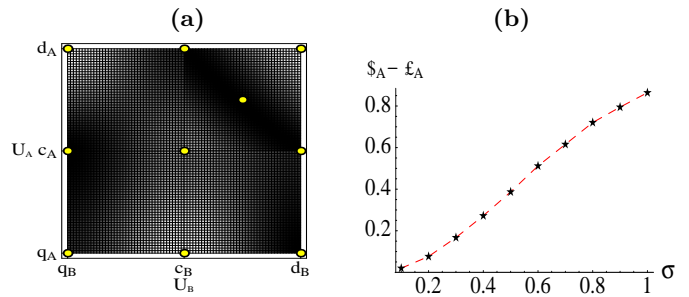 (a)
(b)
d_A
U_A c_A
q_A
q_B c_B d_B
U_B
$_A − £_A
0.8
0.6
0.4
0.2
0.2 0.4 0.6 0.8 1 σ